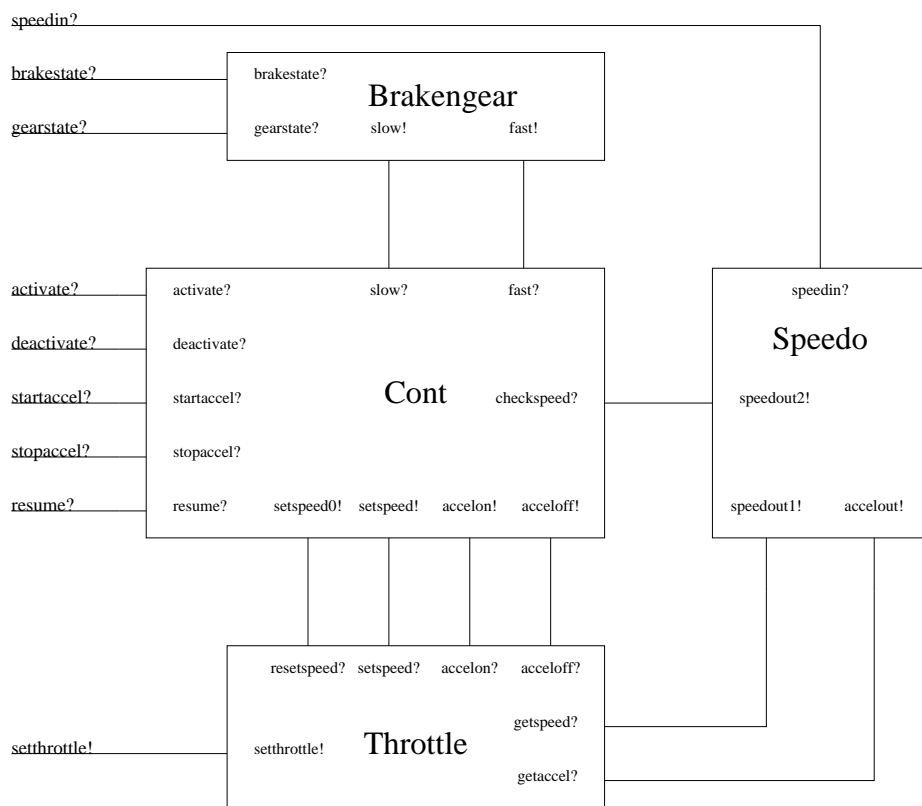 speedin?
brakestate? brakestate?
Brakengear
gearstate? gearstate? slow! fast!
activate? activate? slow? fast? speedin?
deactivate? deactivate? Speedo
startaccel? startaccel? Cont checkspeed? speedout2!
stopaccel? stopaccel?
resume? resume? setspeed0! setspeed! accelon! acceloff! speedout1! accelout!
resetspeed? setspeed? accelon? acceloff?
getspeed?
setthrottle! setthrottle! Throttle
getaccel?